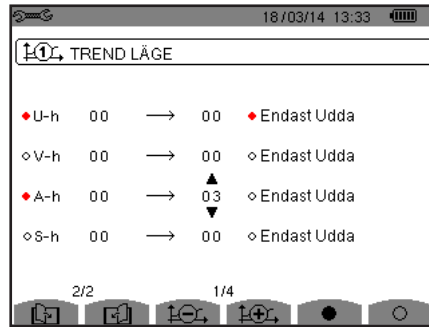 18/03/14 13:33
1 TREND LÄGE
U-h 00 → 00 Endast Udda
V-h 00 → 00 Endast Udda
A-h 00 → 03 Endast Udda
S-h 00 → 00 Endast Udda
2/2 1/4